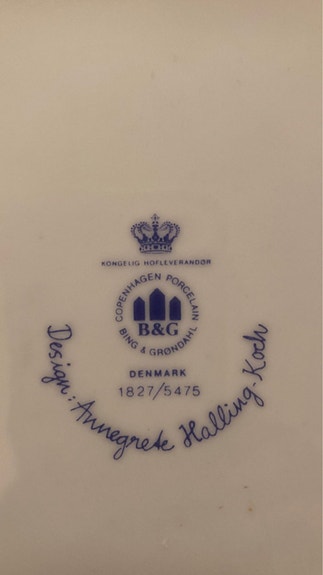 KONGELIG HOFLEVERANDØR
COPENHAGEN PORCELAIN
B&G
BING & GRØNDAHL
DENMARK
1827/5475
Design: Annegrete Halling-Koch